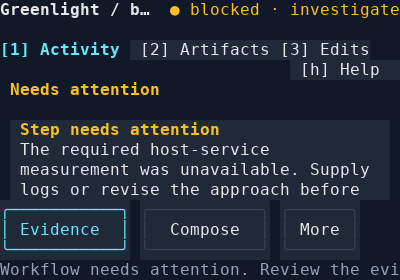 Greenlight / b… ● blocked · investigate
[1] Activity [2] Artifacts [3] Edits
[h] Help
Needs attention
Step needs attention
The required host-service
measurement was unavailable. Supply
logs or revise the approach before
Evidence Compose More
Workflow needs attention. Review the evi